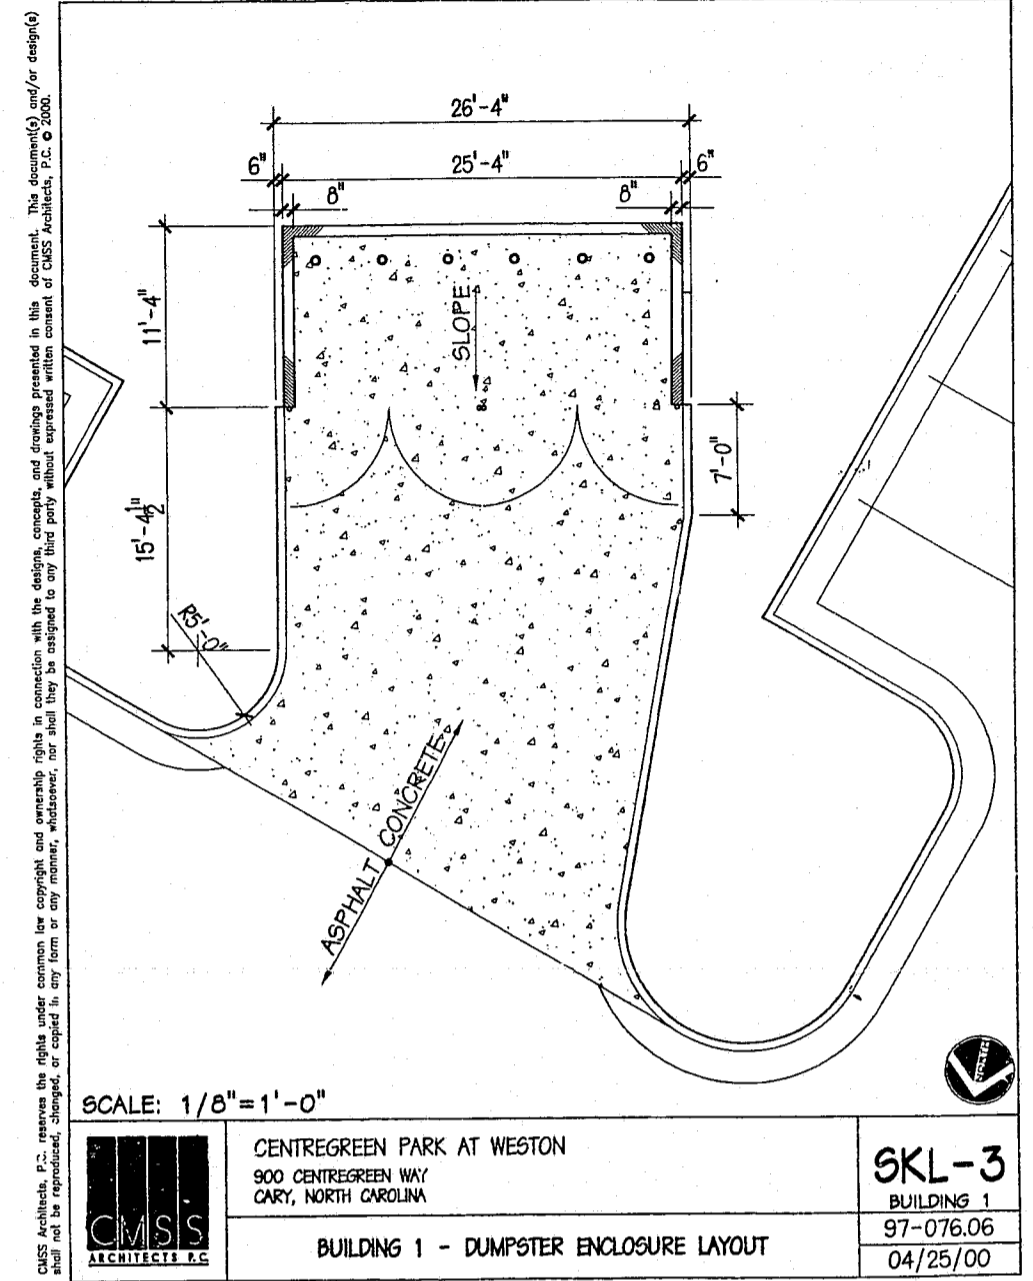 CMSS Architects, P.C. reserves the rights under common law copyright and ownership rights in connection with the designs, concepts, and drawings presented in this document. This document(s) and/or design(s)
shall not be reproduced, changed, or copied in any form or any manner, whatsoever, nor shall they be assigned to any third party without expressed written consent of CMSS Architects, P.C. © 2000.
26'-4"
6"
25'-4"
6"
8"
8"
11'-4"
SLOPE
7'-0"
15'-4 1/2"
R5'-0"
CONCRETE
ASPHALT
NORTH
SCALE: 1/8"=1'-0"
CMSS
ARCHITECTS P.C.
CENTREGREEN PARK AT WESTON
900 CENTREGREEN WAY
CARY, NORTH CAROLINA
BUILDING 1 - DUMPSTER ENCLOSURE LAYOUT
SKL-3
BUILDING 1
97-076.06
04/25/00